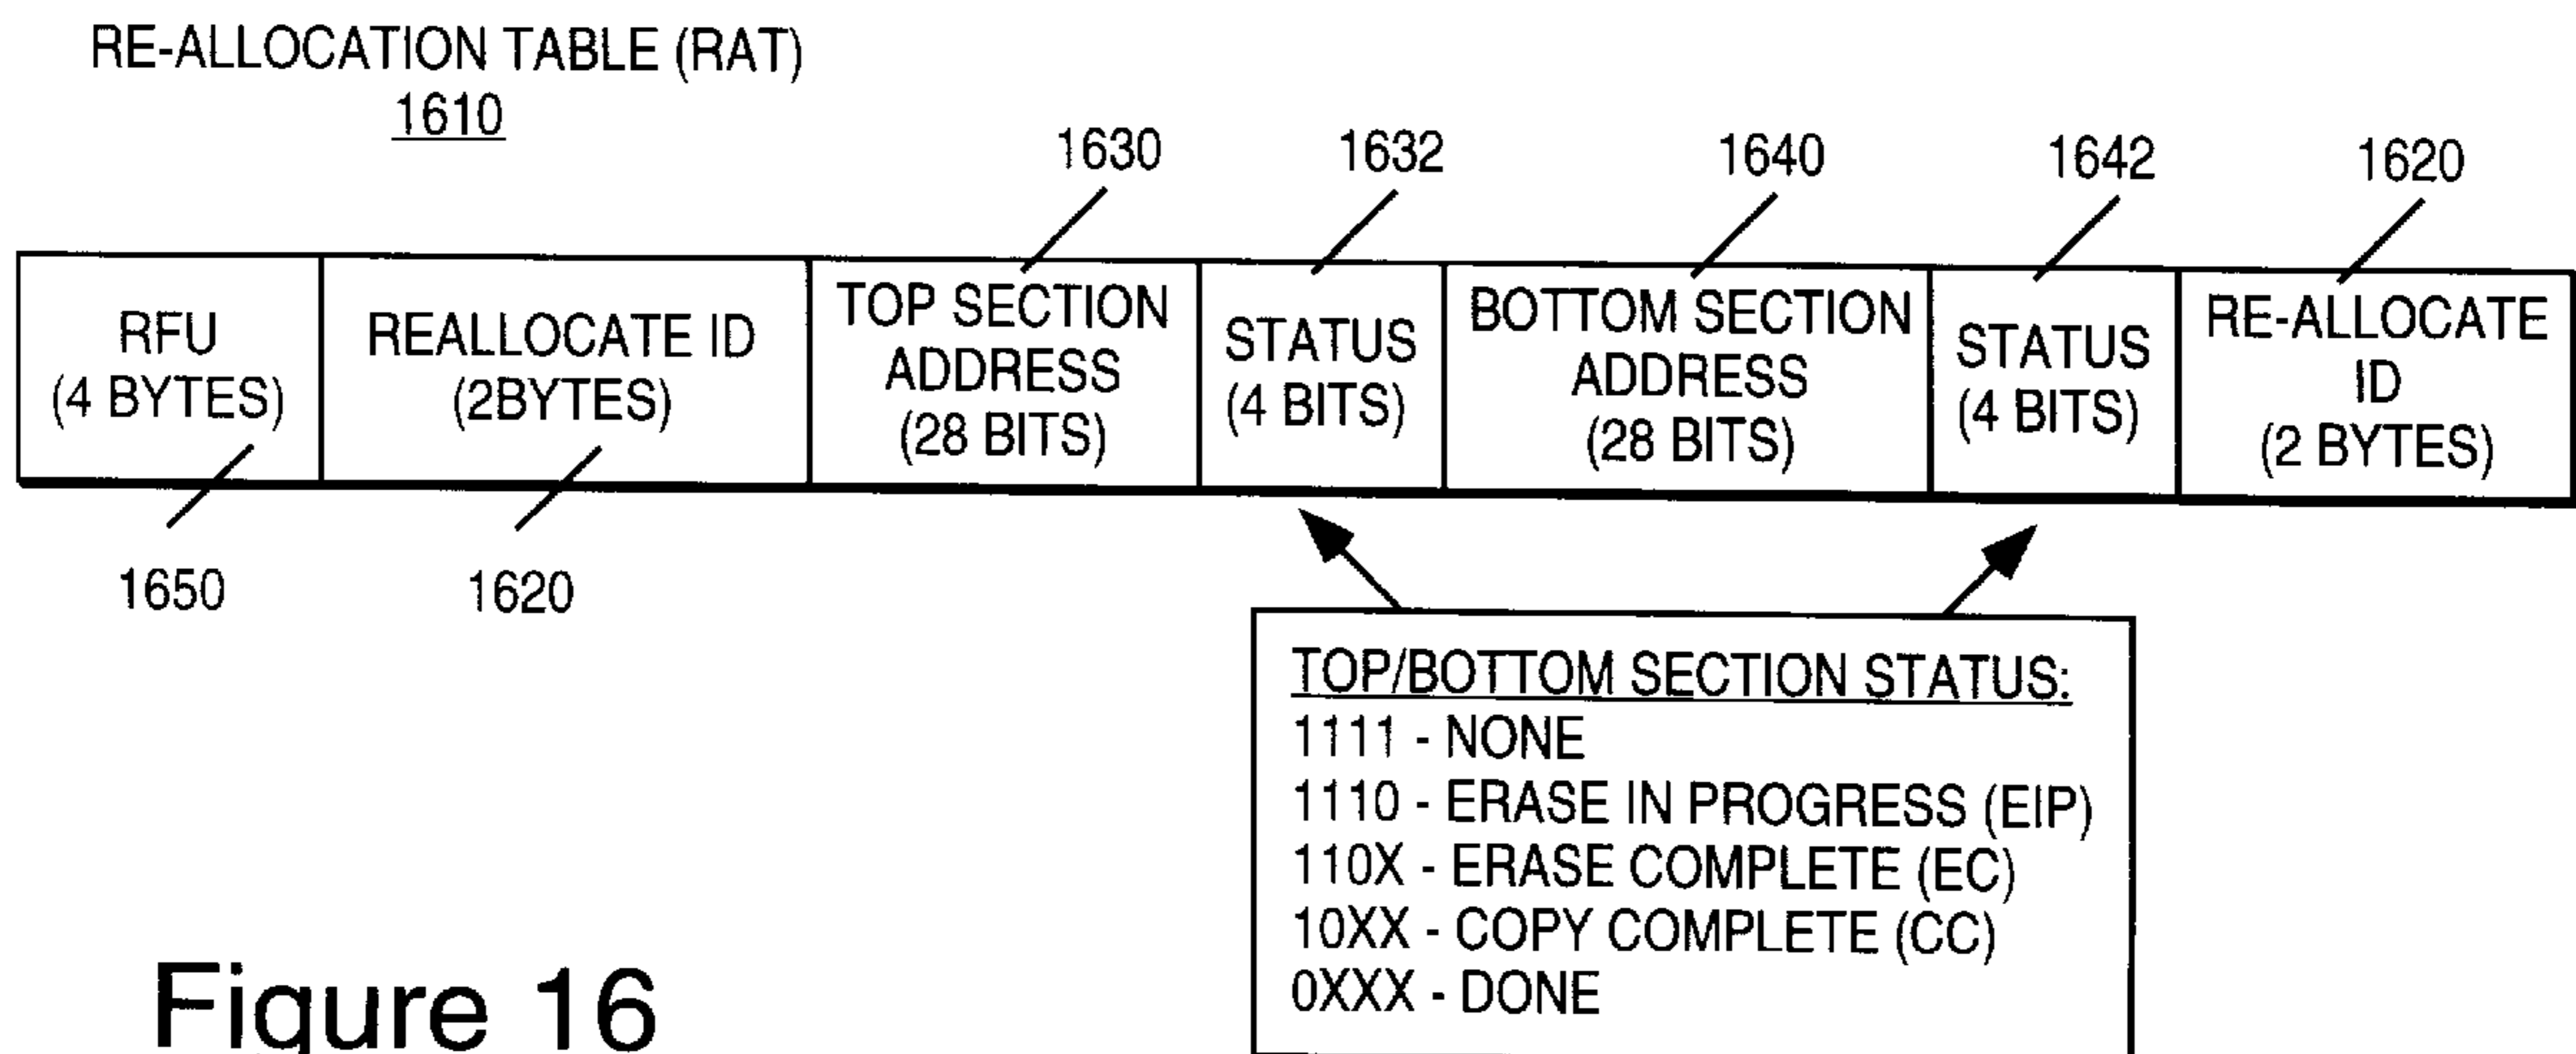 RE-ALLOCATION TABLE (RAT)
1610
1630
1632
1640
1642
1620
RFU
(4 BYTES)
REALLOCATE ID
(2BYTES)
TOP SECTION
ADDRESS
(28 BITS)
STATUS
(4 BITS)
BOTTOM SECTION
ADDRESS
(28 BITS)
STATUS
(4 BITS)
RE-ALLOCATE
ID
(2 BYTES)
1650
1620
TOP/BOTTOM SECTION STATUS:
1111 - NONE
1110 - ERASE IN PROGRESS (EIP)
110X - ERASE COMPLETE (EC)
10XX - COPY COMPLETE (CC)
0XXX - DONE
Figure 16